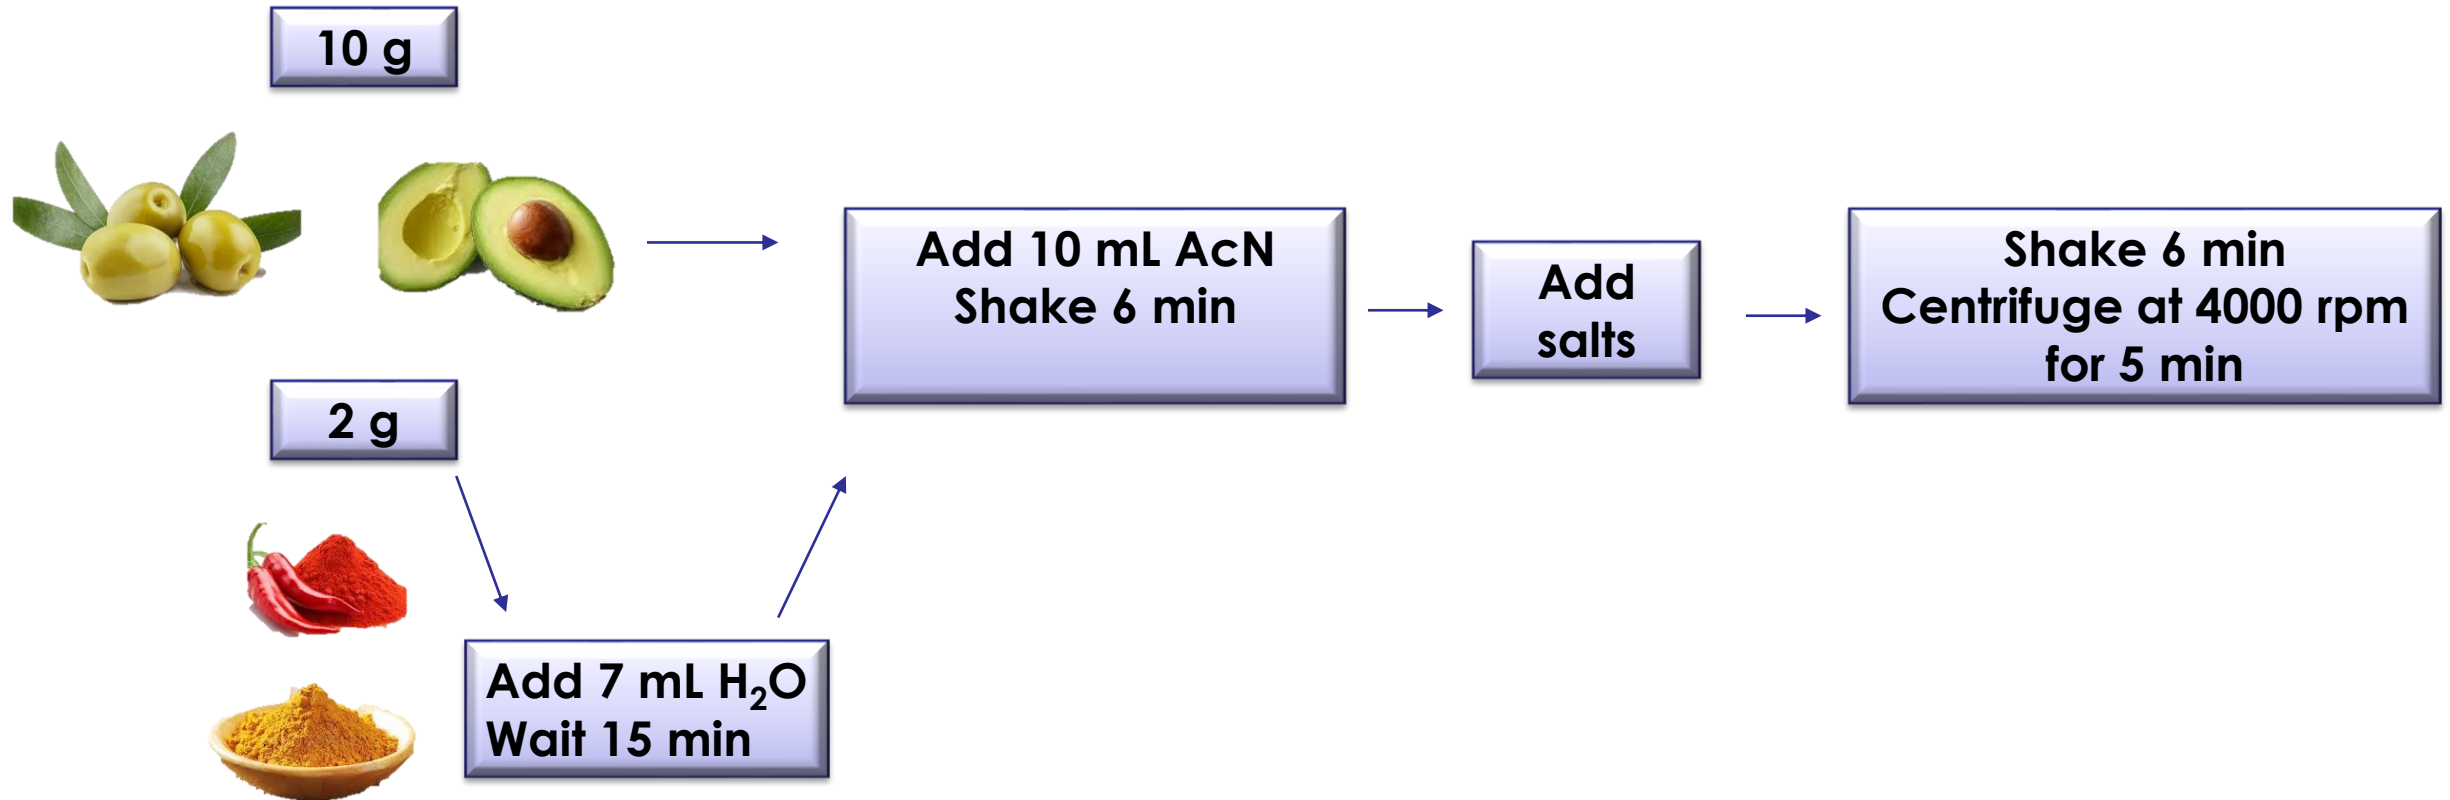 10 g
Add 10 mL AcN
Shake 6 min
Add
salts
Shake 6 min
Centrifuge at 4000 rpm
for 5 min
2 g
Add 7 mL H₂O
Wait 15 min